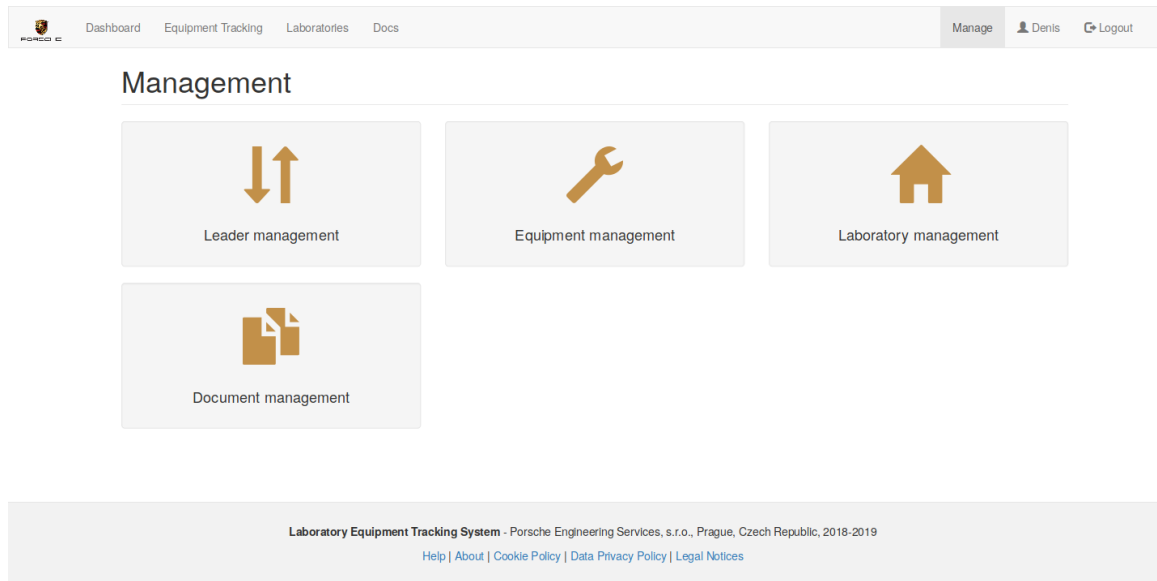 Dashboard Equipment Tracking Laboratories Docs Manage Denis Logout
Management
Leader management Equipment management Laboratory management
Document management
Laboratory Equipment Tracking System - Porsche Engineering Services, s.r.o., Prague, Czech Republic, 2018-2019
Help | About | Cookie Policy | Data Privacy Policy | Legal Notices